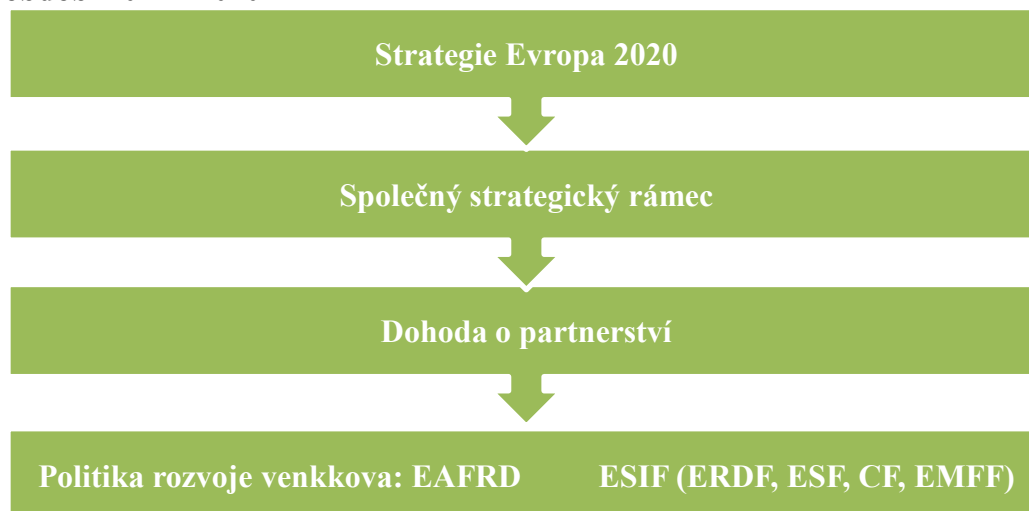 Strategie Evropa 2020
Společný strategický rámec
Dohoda o partnerství
Politika rozvoje venkkova: EAFRD ESIF (ERDF, ESF, CF, EMFF)